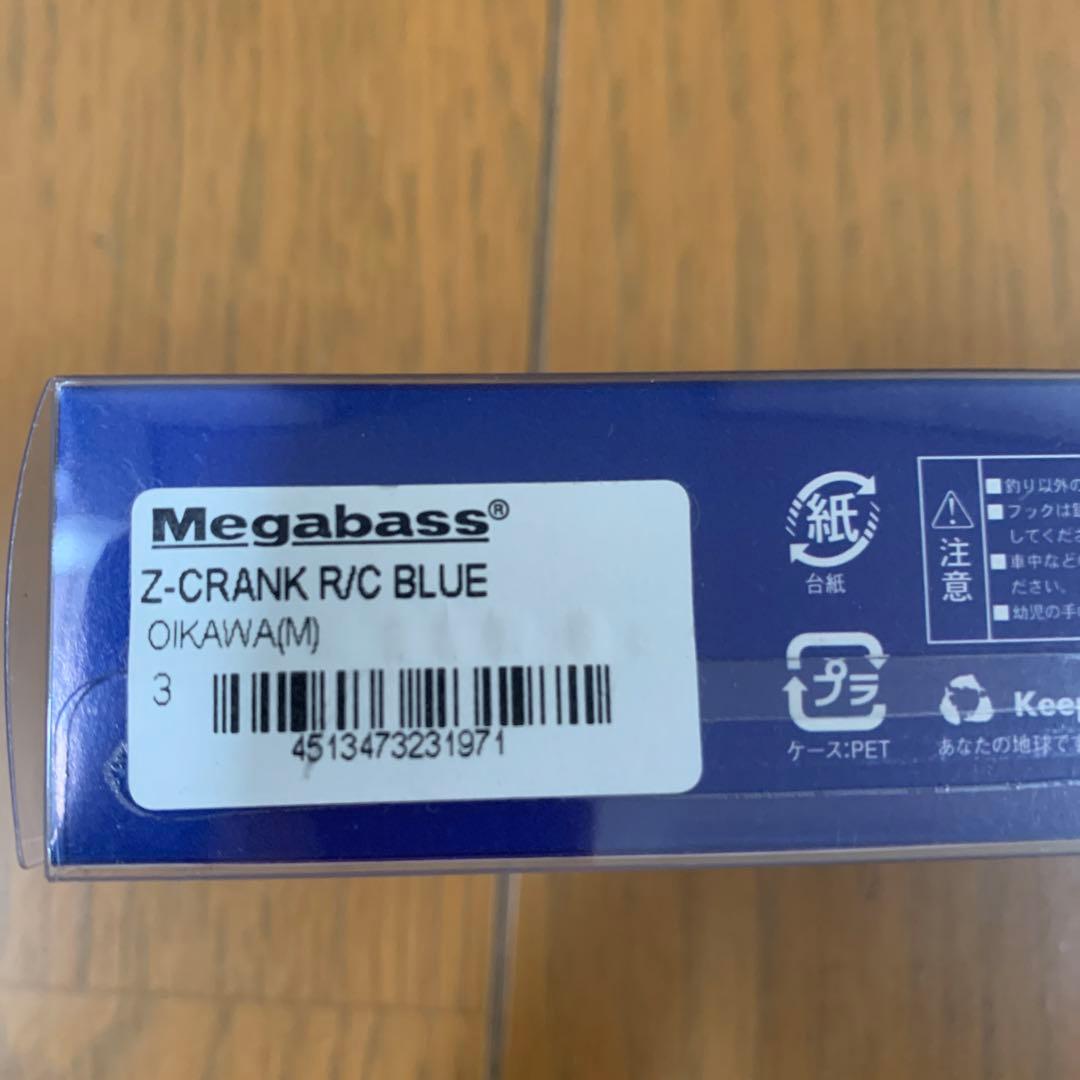 Megabass®
Z-CRANK R/C BLUE
OIKAWA(M)
3
4513473231971
紙
台紙
プラ
ケース:PET
注意
■釣り以外の
■フックは
してくださ
■車中など
ださい。
■幼児の手
Keep
あなたの地球で